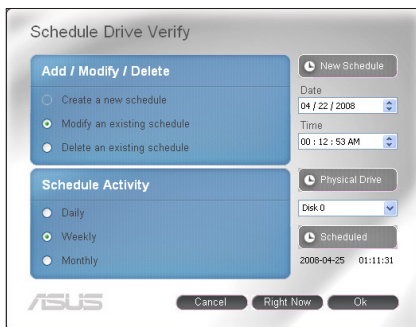 Schedule Drive Verify
Add / Modify / Delete
Create a new schedule
Modify an existing schedule
Delete an existing schedule
Schedule Activity
Daily
Weekly
Monthly
New Schedule
Date
04 / 22 / 2008
Time
00 : 12 : 53 AM
Physical Drive
Disk 0
Scheduled
2008-04-25 01:11:31
ASUS
Cancel
Right Now
Ok